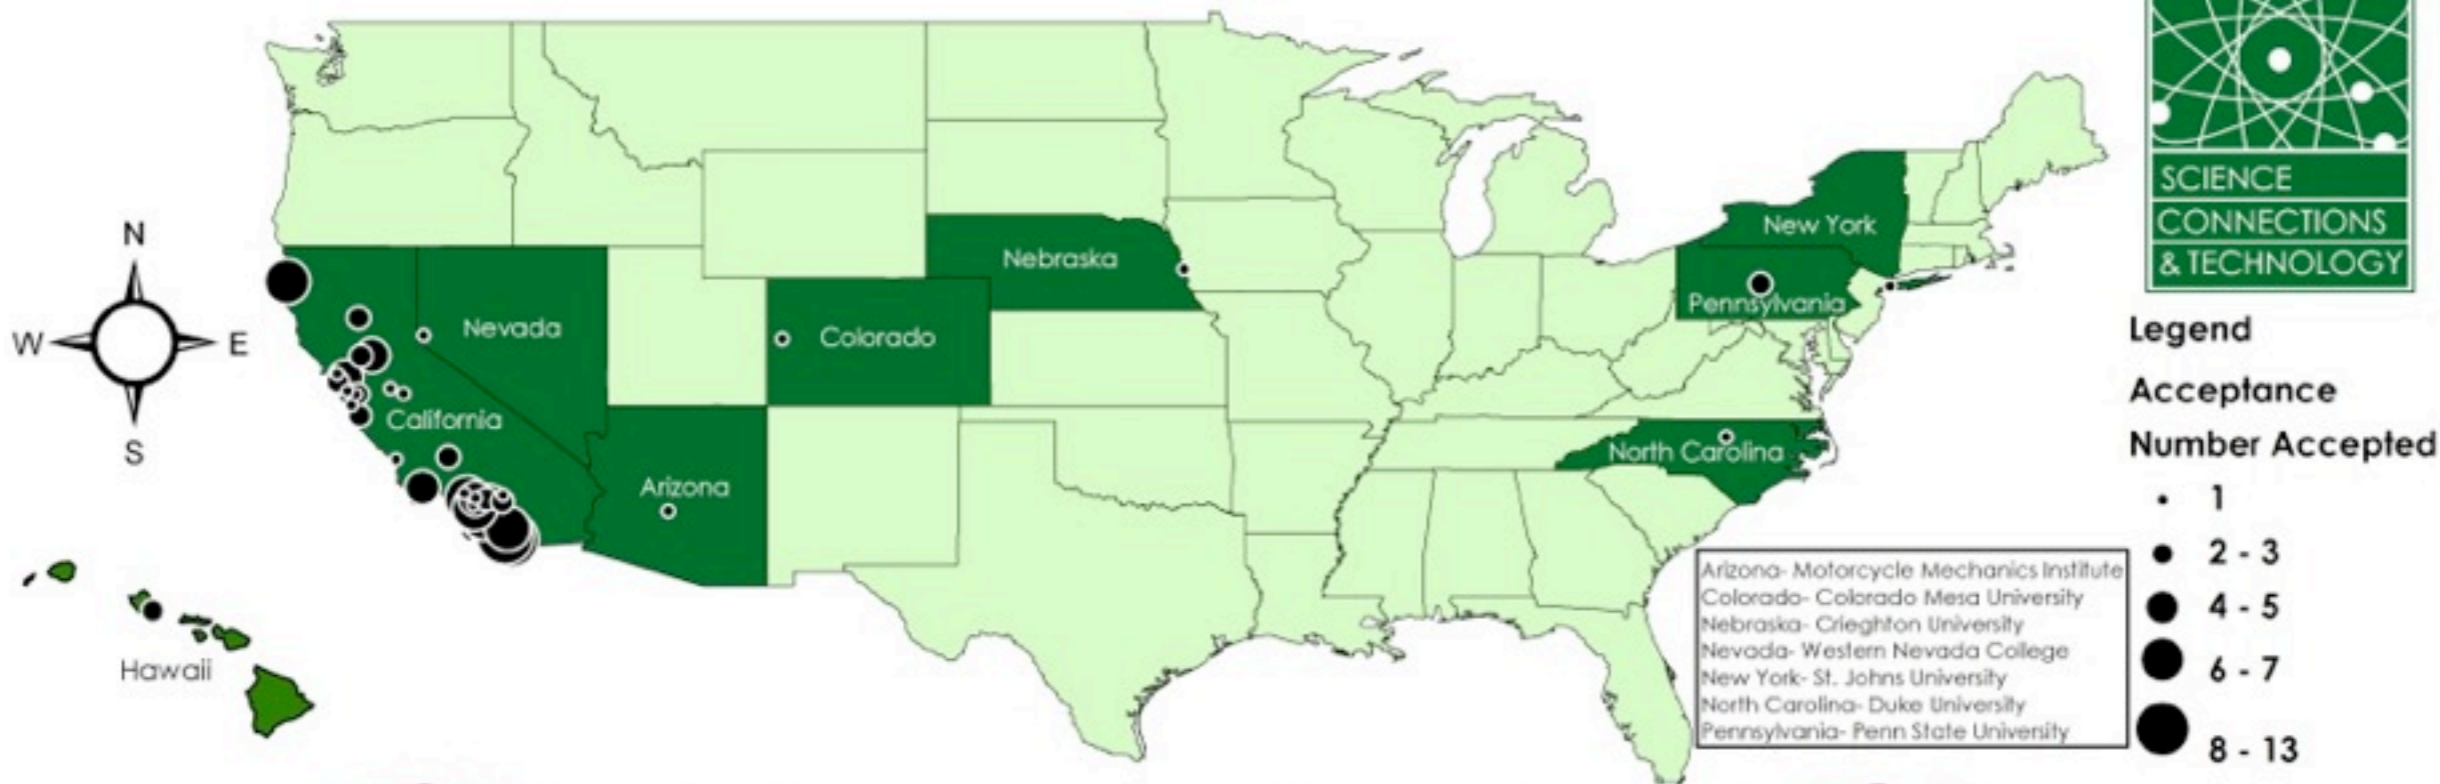 SCIENCE
CONNECTIONS
& TECHNOLOGY
N
W
E
S
New York
Nebraska
Pennsylvania
Nevada
Colorado
California
North Carolina
Arizona
Hawaii
Legend
Acceptance
Number Accepted
1
2 - 3
4 - 5
6 - 7
8 - 13
Arizona- Motorcycle Mechanics Institute
Colorado- Colorado Mesa University
Nebraska- Crieghton University
Nevada- Western Nevada College
New York- St. Johns University
North Carolina- Duke University
Pennsylvania- Penn State University